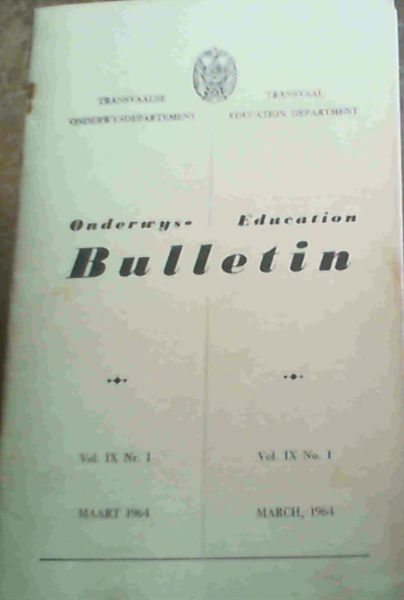 TRANSVAALSE
ONDERWYSDEPARTEMENT
TRANSVAAL
EDUCATION DEPARTMENT
Onderwys-
Education
Bulletin
Vol. IX Nr. 1
Vol. IX No. 1
MAART 1964
MARCH, 1964